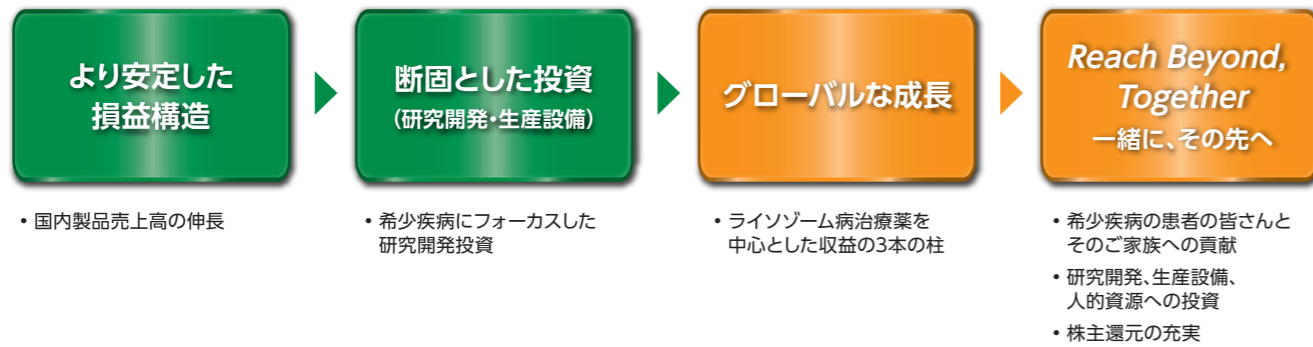 より安定した
損益構造
• 国内製品売上高の伸長
断固とした投資
(研究開発・生産設備)
• 希少疾病にフォーカスした
研究開発投資
グローバルな成長
• ライソゾーム病治療薬を
中心とした収益の3本の柱
Reach Beyond,
Together
一緒に、その先へ
• 希少疾病の患者の皆さんと
そのご家族への貢献
• 研究開発、生産設備、
人的資源への投資
• 株主還元の充実